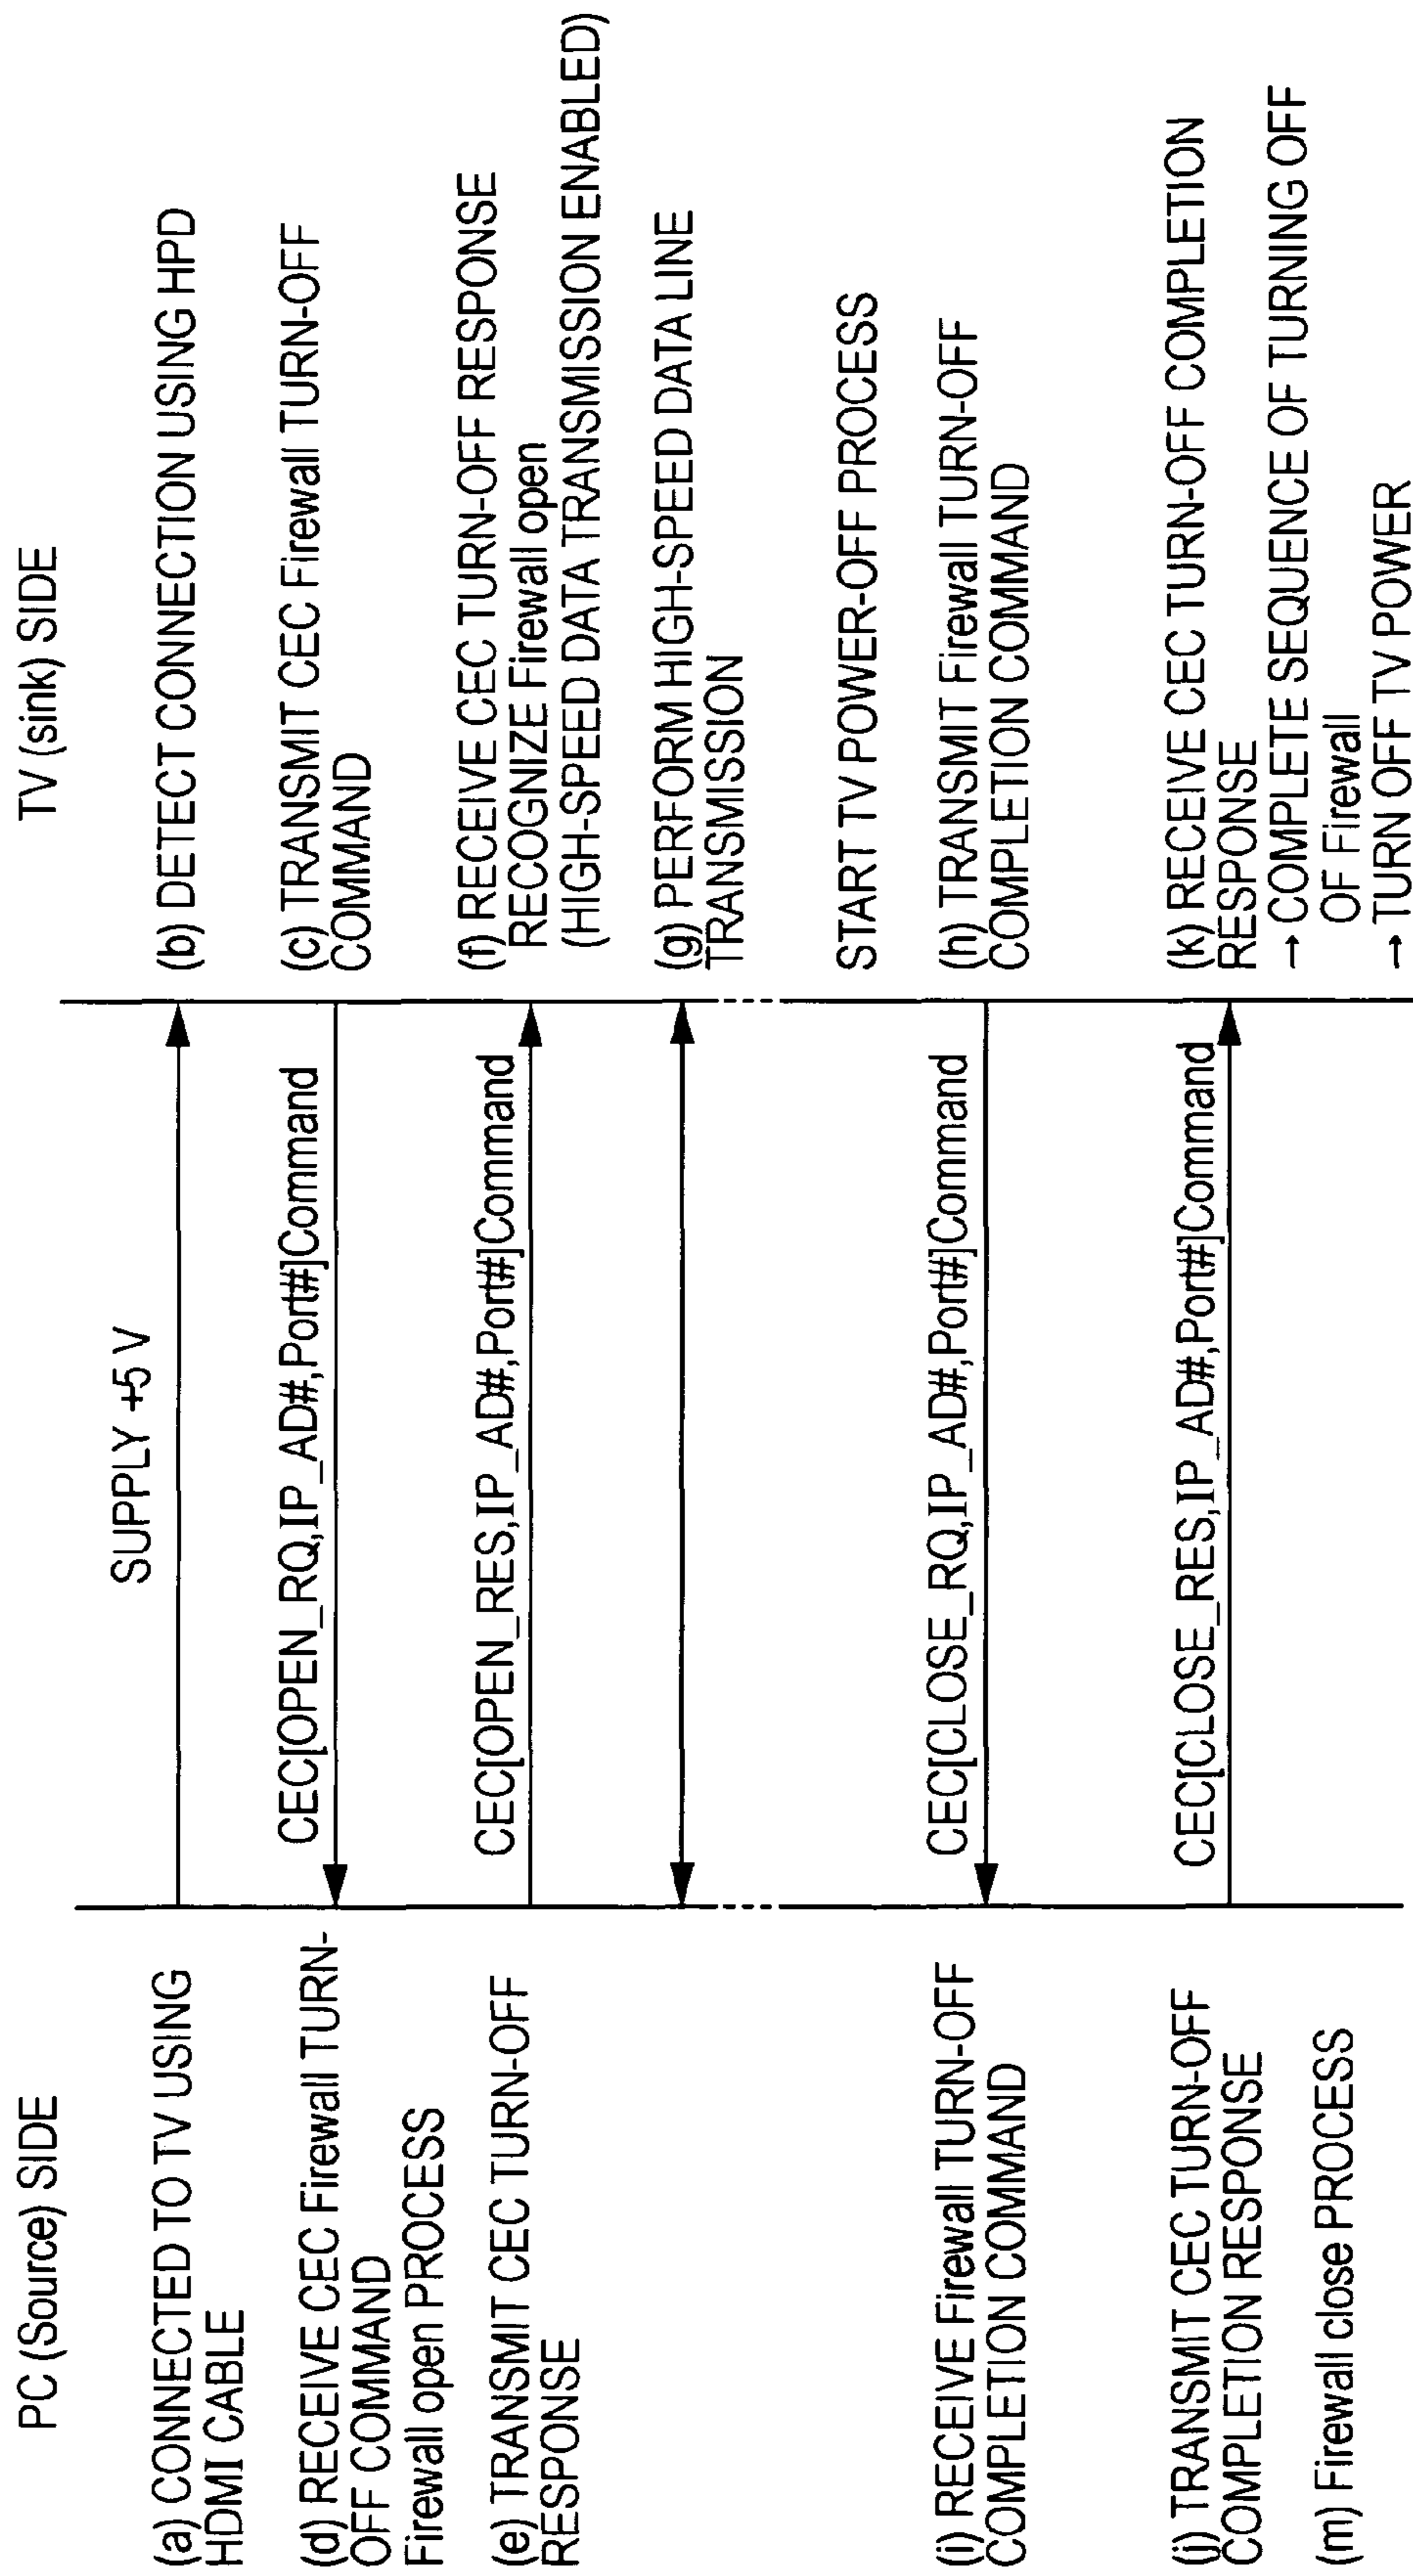 PC (Source) SIDE
TV (sink) SIDE
(a) CONNECTED TO TV USING
HDMI CABLE
SUPPLY +5 V
(b) DETECT CONNECTION USING HPD
(c) TRANSMIT CEC Firewall TURN-OFF
COMMAND
CEC[OPEN_RQ,IP_AD#,Port#]Command
(d) RECEIVE CEC Firewall TURN-
OFF COMMAND
Firewall open PROCESS
(e) TRANSMIT CEC TURN-OFF
RESPONSE
CEC[OPEN_RES,IP_AD#,Port#]Command
(f) RECEIVE CEC TURN-OFF RESPONSE
RECOGNIZE Firewall open
(HIGH-SPEED DATA TRANSMISSION ENABLED)
(g) PERFORM HIGH-SPEED DATA LINE
TRANSMISSION
START TV POWER-OFF PROCESS
(h) TRANSMIT Firewall TURN-OFF
COMPLETION COMMAND
CEC[CLOSE_RQ,IP_AD#,Port#]Command
(i) RECEIVE Firewall TURN-OFF
COMPLETION COMMAND
(j) TRANSMIT CEC TURN-OFF
COMPLETION RESPONSE
CEC[CLOSE_RES,IP_AD#,Port#]Command
(k) RECEIVE CEC TURN-OFF COMPLETION
RESPONSE
→ COMPLETE SEQUENCE OF TURNING OFF
OF Firewall
→ TURN OFF TV POWER
(m) Firewall close PROCESS